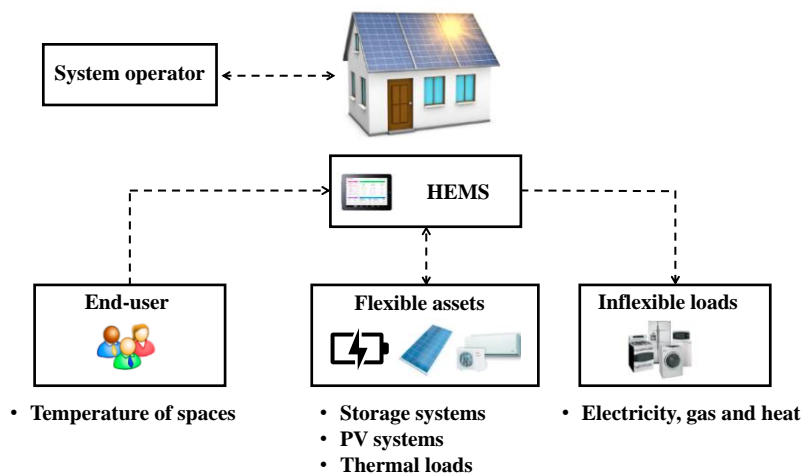 System operator
HEMS
End-user
Flexible assets
Inflexible loads
• Temperature of spaces
• Storage systems
• PV systems
• Thermal loads
• Electricity, gas and heat